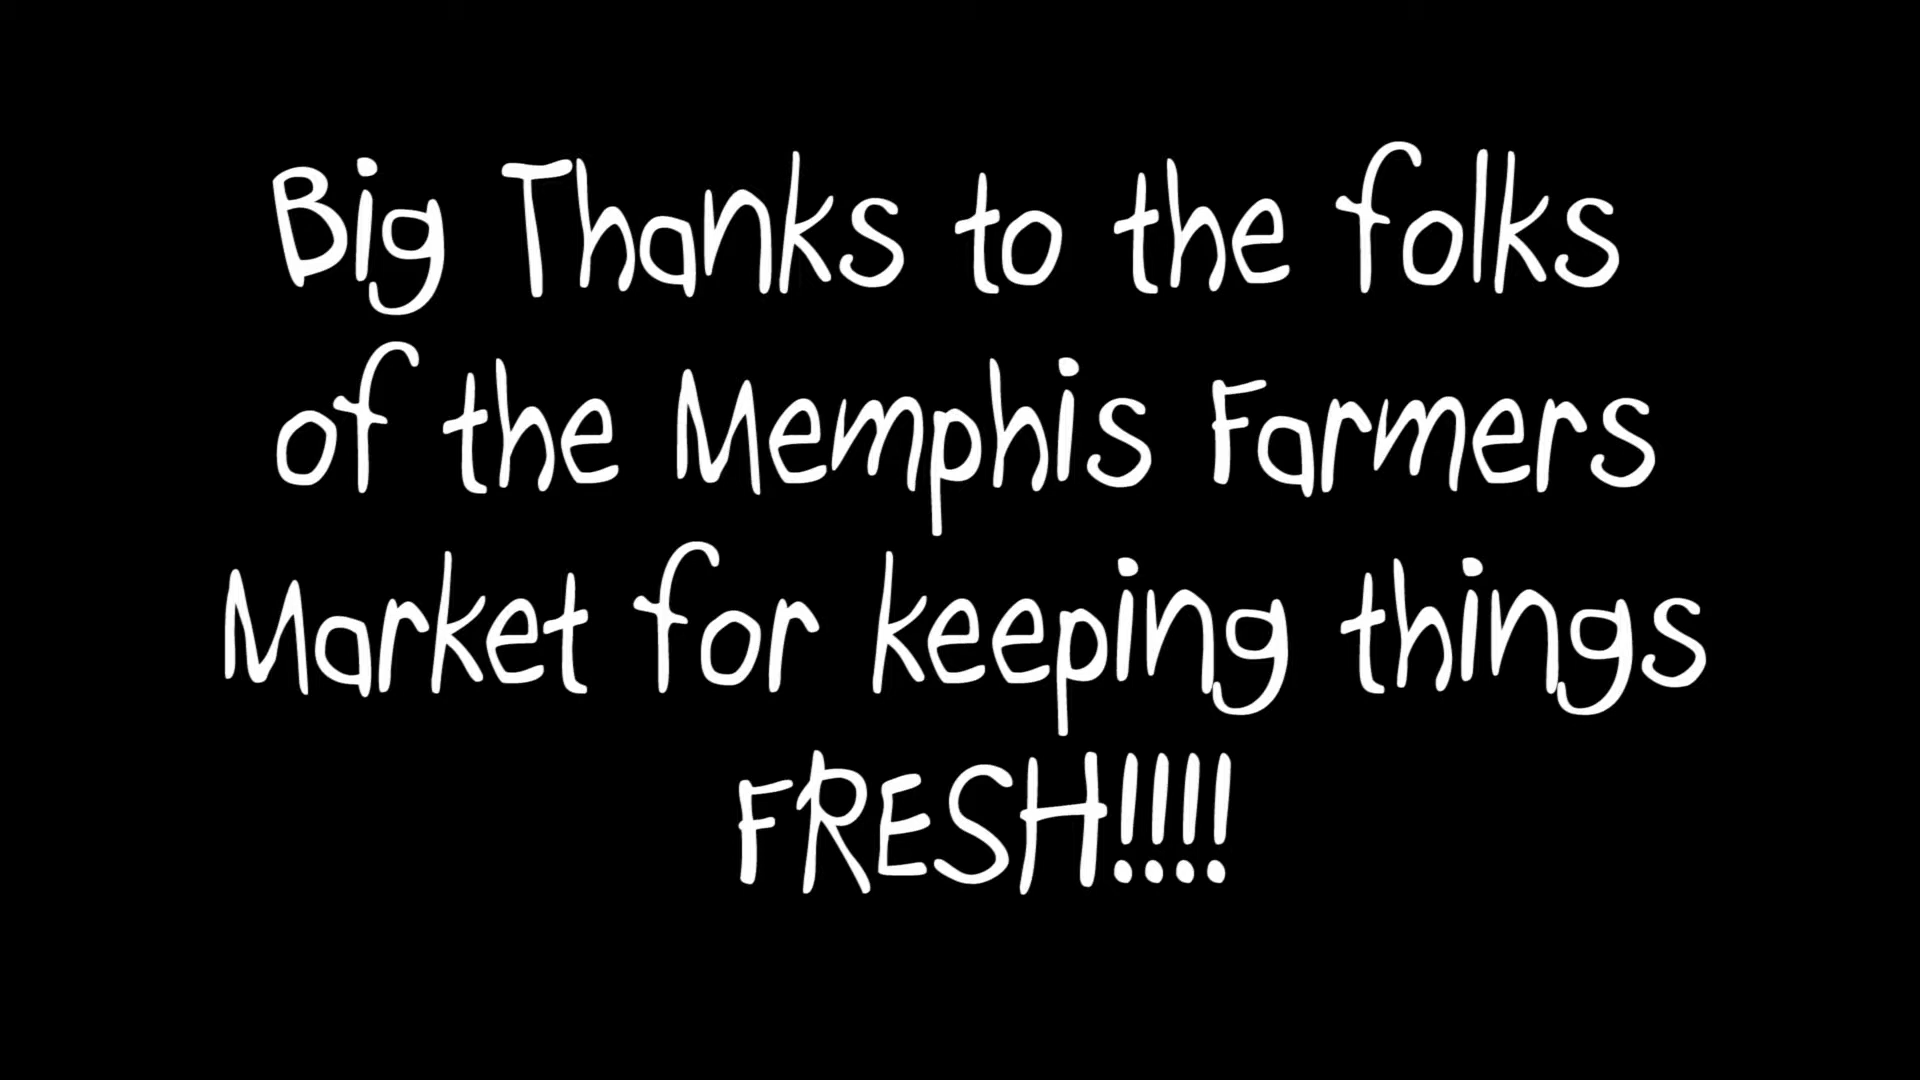 Big Thanks to the folks
of the Memphis Farmers
Market for keeping things
FRESH!!!!